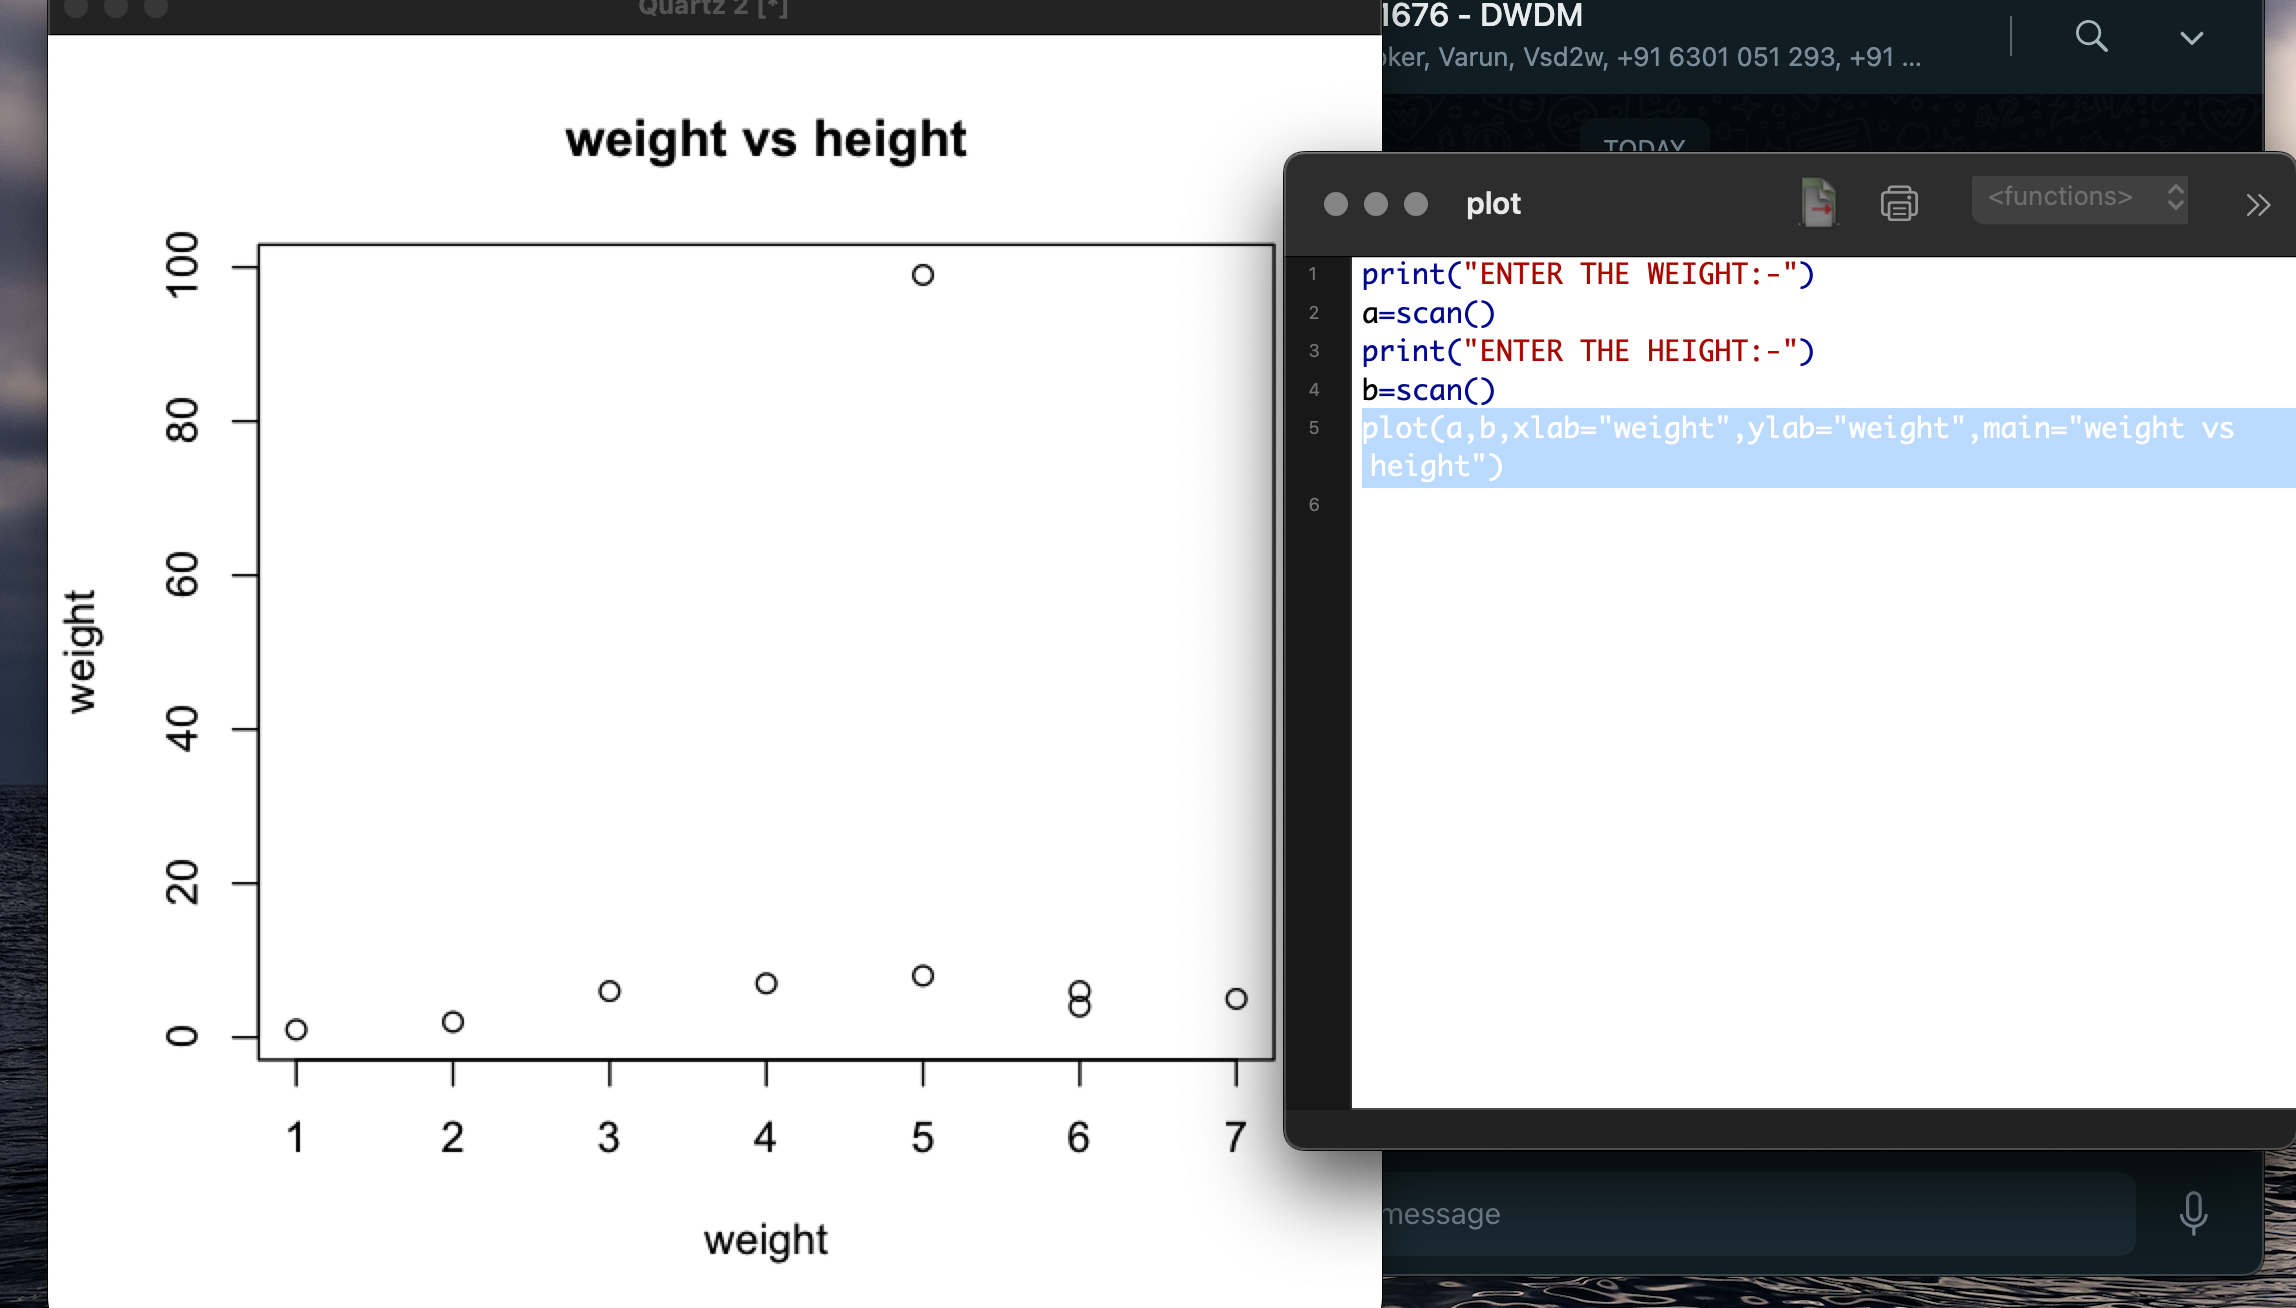 Quartz 2 [*]
weight vs height
100
80
60
40
20
0
weight
1 2 3 4 5 6 7
weight
1676 - DWDM
Varun, Vsd2w, +91 6301 051 293, +91 ...
TODAY
plot
<functions>
1 print("ENTER THE WEIGHT:-")
2 a=scan()
3 print("ENTER THE HEIGHT:-")
4 b=scan()
5 plot(a,b,xlab="weight",ylab="weight",main="weight vs
height")
6
message